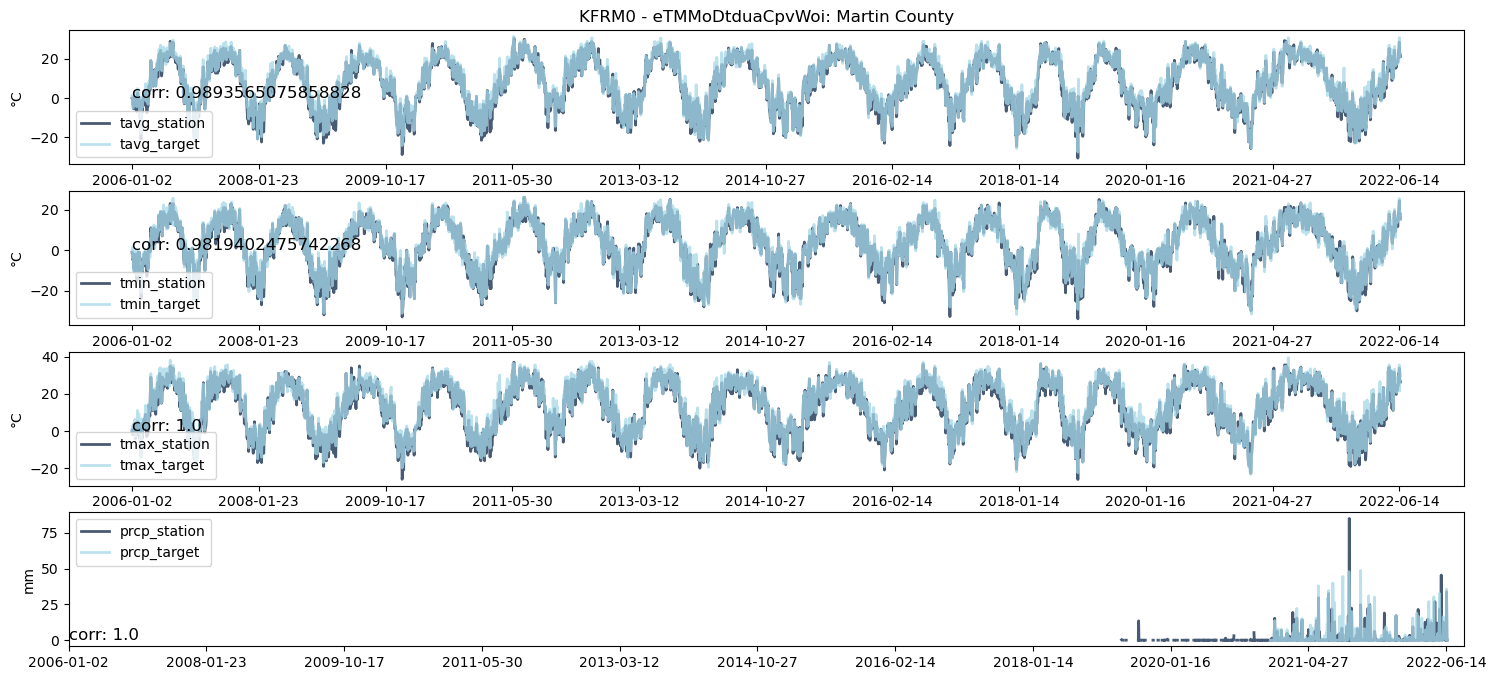 KFRM0 - eTMMoDtduaCpvWoi: Martin County
20
0
−20
°C
corr: 0.9893565075858828
tavg_station
tavg_target
2006-01-02 2008-01-23 2009-10-17 2011-05-30 2013-03-12 2014-10-27 2016-02-14 2018-01-14 2020-01-16 2021-04-27 2022-06-14
20
0
−20
°C
corr: 0.9819402475742268
tmin_station
tmin_target
2006-01-02 2008-01-23 2009-10-17 2011-05-30 2013-03-12 2014-10-27 2016-02-14 2018-01-14 2020-01-16 2021-04-27 2022-06-14
40
20
0
−20
°C
corr: 1.0
tmax_station
tmax_target
2006-01-02 2008-01-23 2009-10-17 2011-05-30 2013-03-12 2014-10-27 2016-02-14 2018-01-14 2020-01-16 2021-04-27 2022-06-14
75
50
25
0
mm
prcp_station
prcp_target
corr: 1.0
2006-01-02 2008-01-23 2009-10-17 2011-05-30 2013-03-12 2014-10-27 2016-02-14 2018-01-14 2020-01-16 2021-04-27 2022-06-14